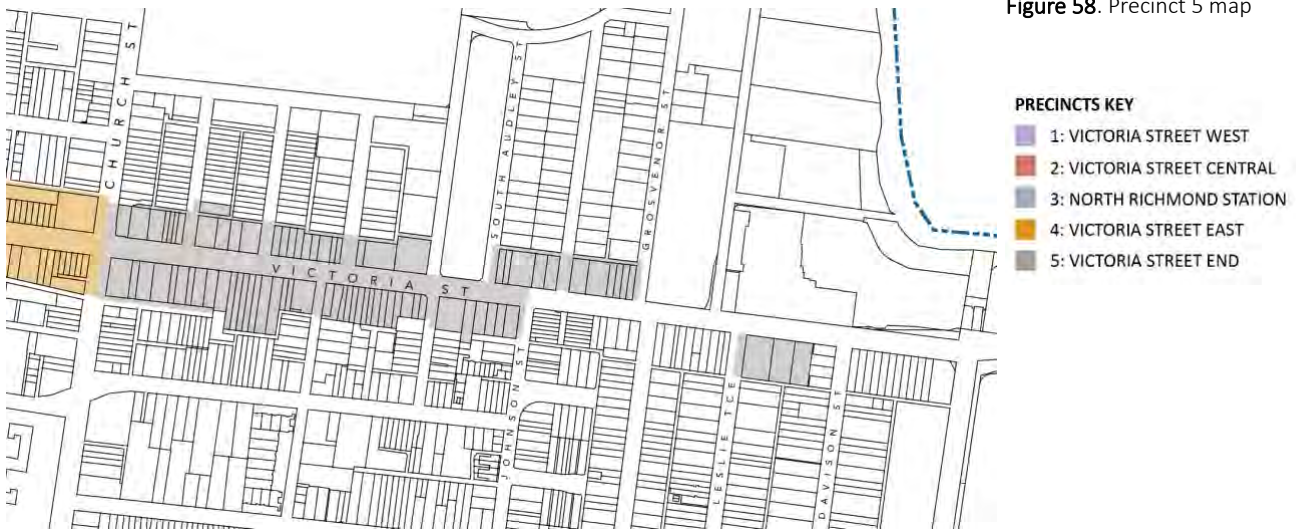 Figure 58. Precinct 5 map
PRECINCTS KEY
1: VICTORIA STREET WEST
2: VICTORIA STREET CENTRAL
3: NORTH RICHMOND STATION
4: VICTORIA STREET EAST
5: VICTORIA STREET END
CHURCH ST
SOUTH AUDLEY ST
GROSVENOR ST
VICTORIA ST
JOHNSON ST
LESLIE TCE
DAVISON ST